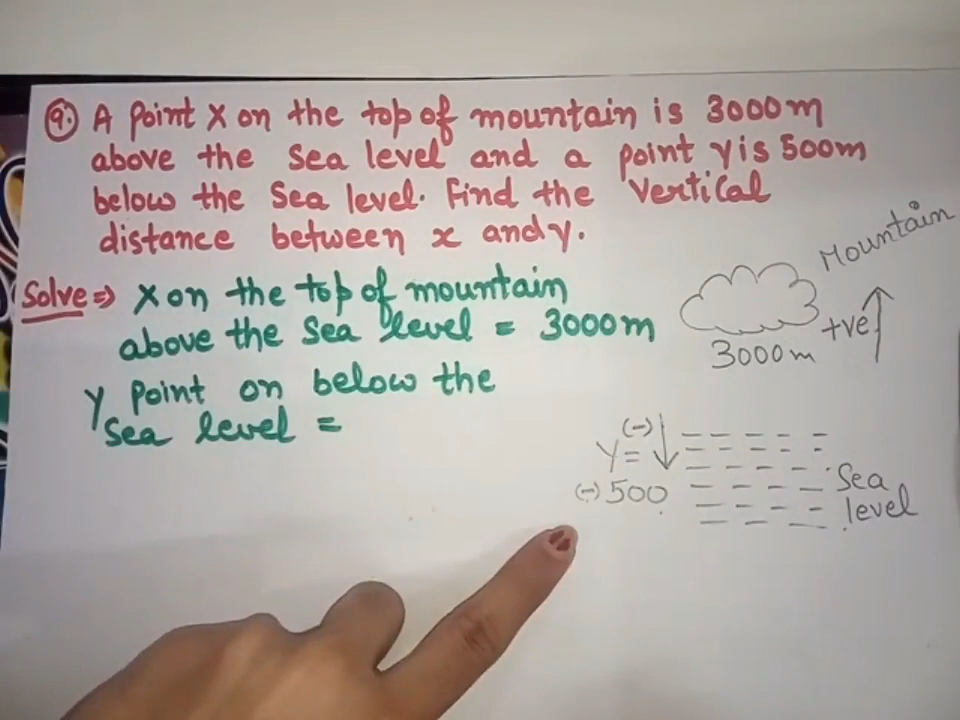 9. A Point X on the top of mountain is 3000m
above the sea level and a point y is 500m
below the Sea level. Find the Vertical
distance between x and y.
Solve => X on the top of mountain
above the sea level = 3000m
Y Point on below the
Sea level =
Mountain
+ve
3000m
(-)
Y=
(-) 500
Sea
level